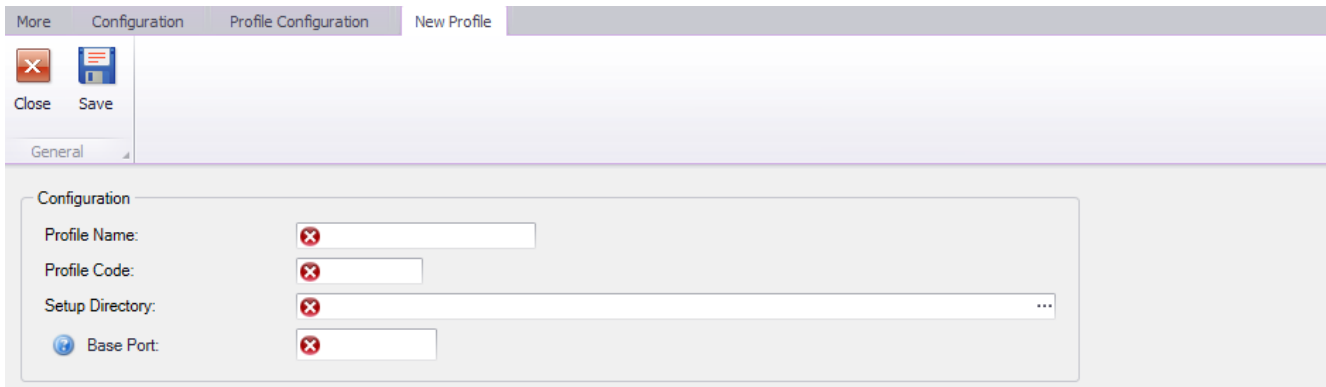 More Configuration Profile Configuration New Profile
Close Save
General
Configuration
Profile Name:
Profile Code:
Setup Directory: ...
Base Port: